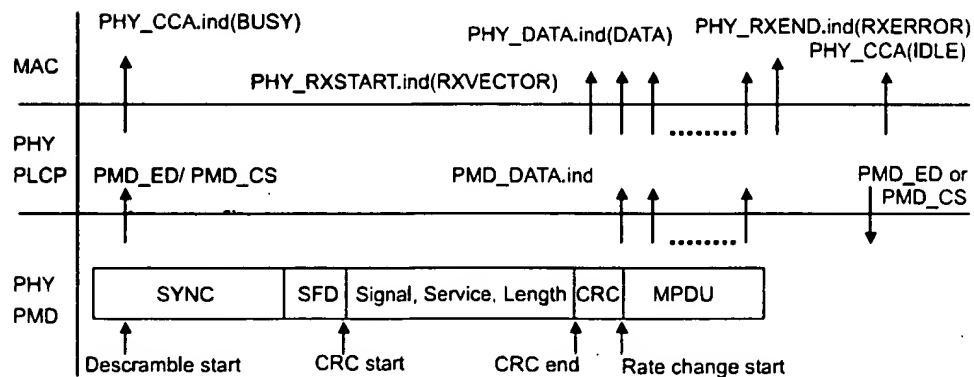 PHY_CCA.ind(BUSY)
PHY_DATA.ind(DATA)
PHY_RXEND.ind(RXERROR)
PHY_CCA(IDLE)
MAC
PHY_RXSTART.ind(RXVECTOR)
PHY
PLCP
PMD_ED/ PMD_CS
PMD_DATA.ind
PMD_ED or
PMD_CS
PHY
PMD
SYNC
SFD
Signal, Service, Length
CRC
MPDU
Descramble start
CRC start
CRC end
Rate change start